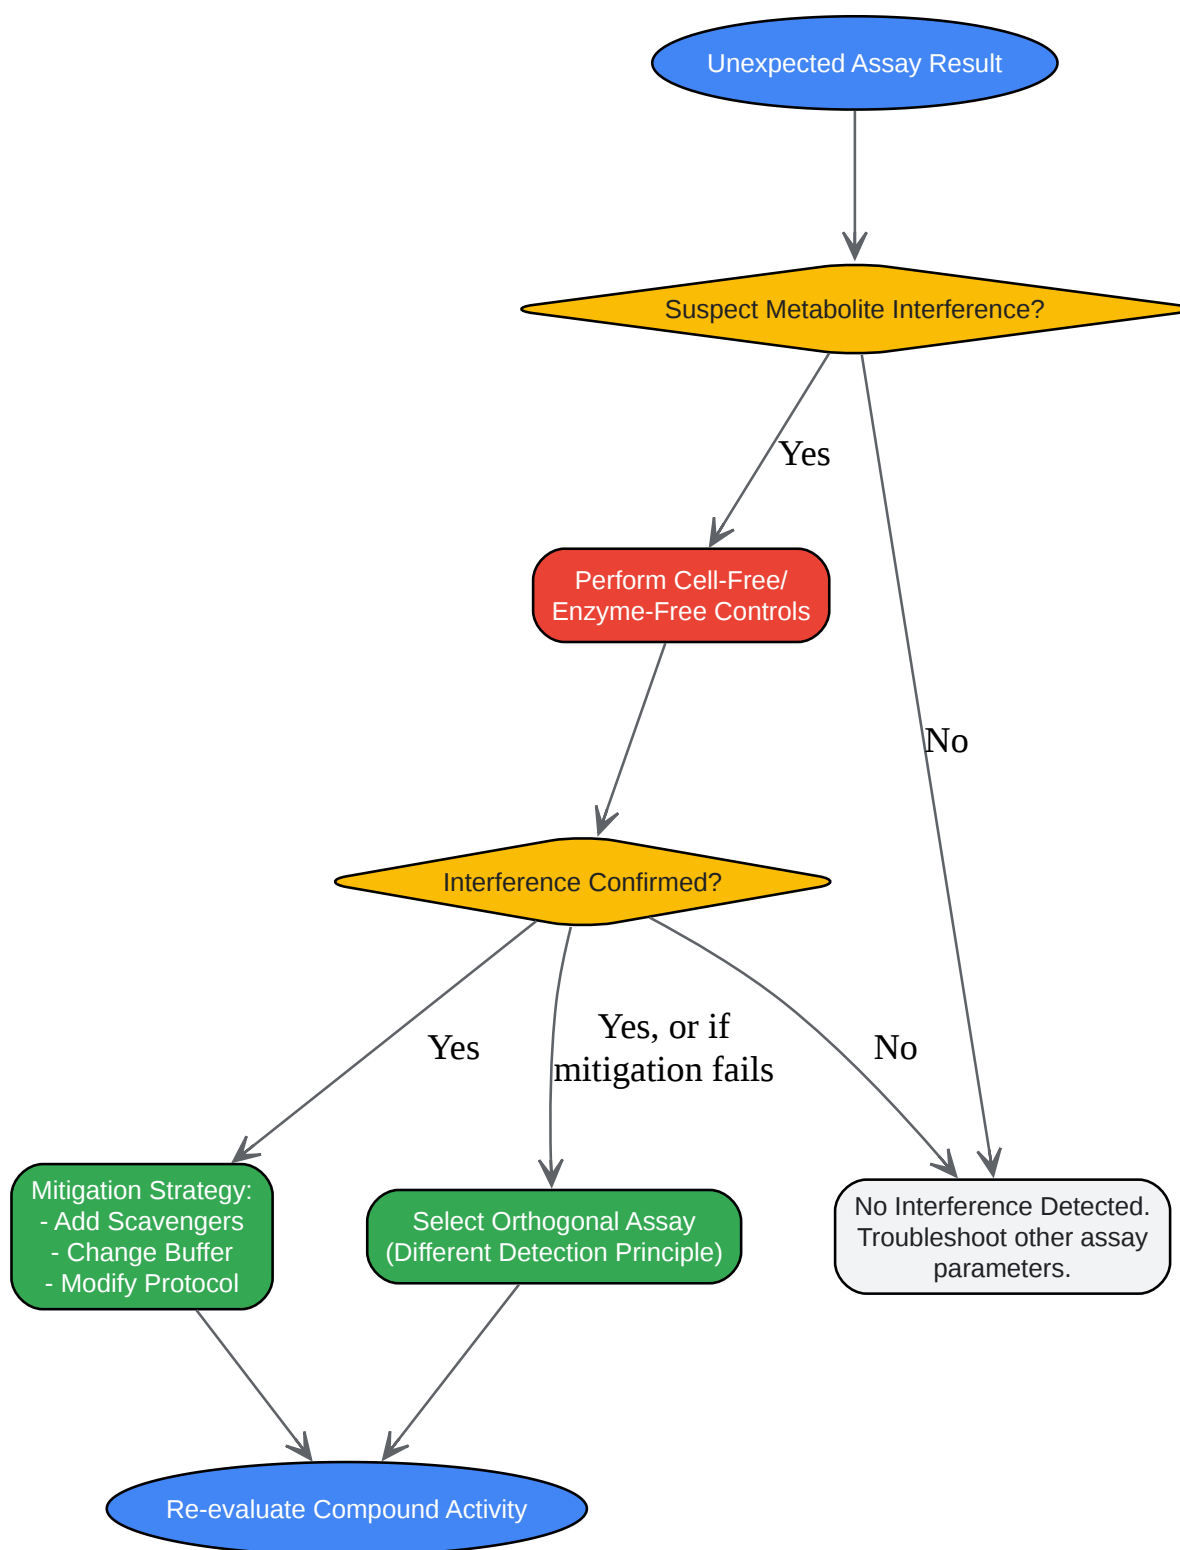 Unexpected Assay Result
Suspect Metabolite Interference?
Yes
Perform Cell-Free/
Enzyme-Free Controls
No
Interference Confirmed?
Yes
Yes, or if
mitigation fails
No
Mitigation Strategy:
- Add Scavengers
- Change Buffer
- Modify Protocol
Select Orthogonal Assay
(Different Detection Principle)
No Interference Detected.
Troubleshoot other assay
parameters.
Re-evaluate Compound Activity